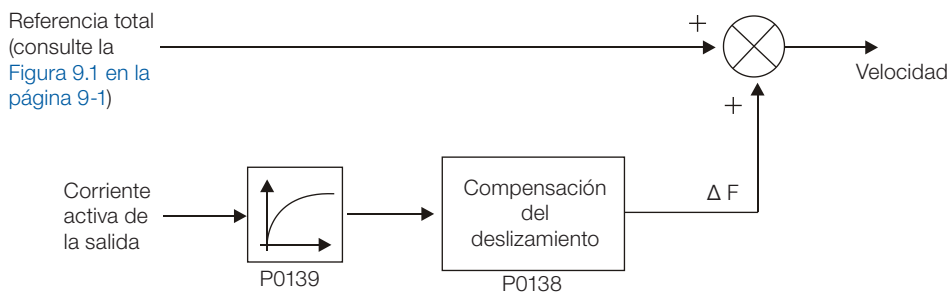 Referencia total
(consulte la
Figura 9.1 en la
página 9-1)
+
Velocidad
+
Corriente
activa de
la salida
P0139
Compensación
del
deslizamiento
P0138
Δ F